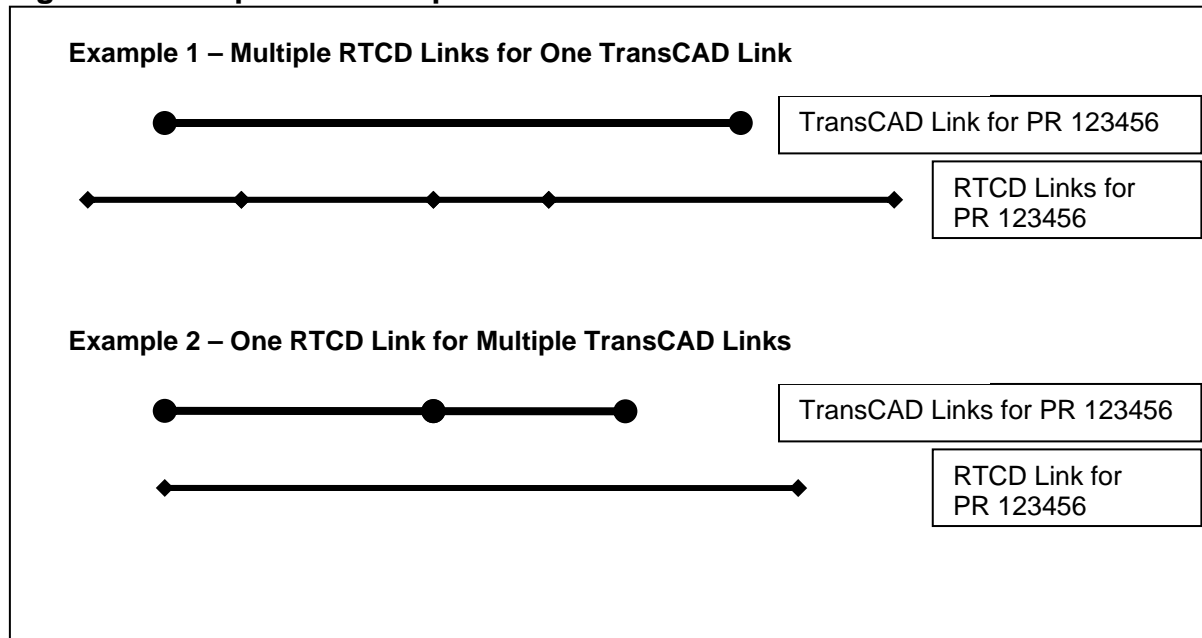 Example 1 – Multiple RTCD Links for One TransCAD Link
TransCAD Link for PR 123456
RTCD Links for
PR 123456
Example 2 – One RTCD Link for Multiple TransCAD Links
TransCAD Links for PR 123456
RTCD Link for
PR 123456